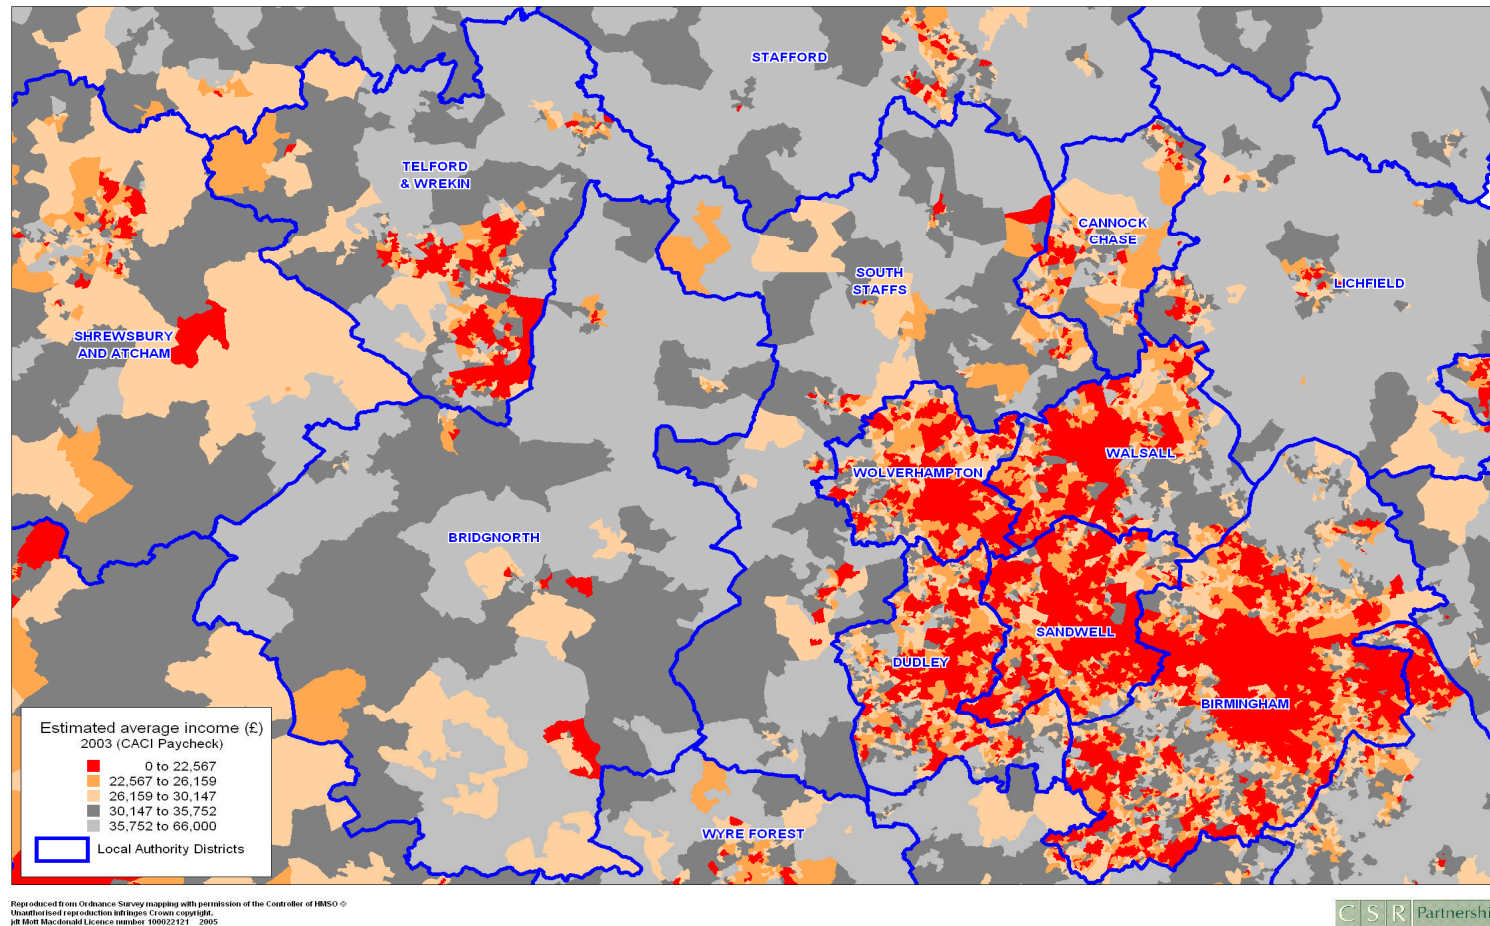 STAFFORD
TELFORD
& WREKIN
CANNOCK
CHASE
SOUTH
STAFFS
LICHFIELD
SHREWSBURY
AND ATCHAM
WALSALL
WOLVERHAMPTON
BRIDGNORTH
SANDWELL
DUDLEY
BIRMINGHAM
WYRE FOREST
Estimated average income (£)
2003 (CACI Paycheck)
0 to 22,567
22,567 to 26,159
26,159 to 30,147
30,147 to 35,752
35,752 to 66,000
Local Authority Districts
Reproduced from Ordnance Survey mapping with permission of the Controller of HMSO ©
Unauthorised reproduction infringes Crown copyright.
jdt Mott Macdonald Licence number 100022121 2005
C S R Partnershi